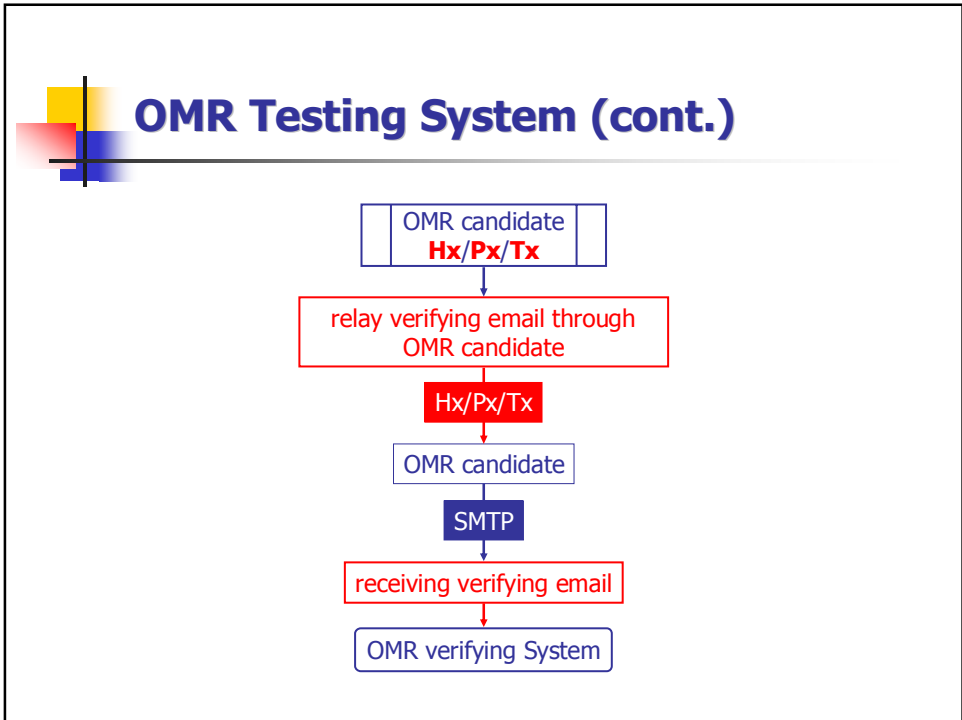 OMR Testing System (cont.)
OMR candidate
Hx/Px/Tx
relay verifying email through
OMR candidate
Hx/Px/Tx
OMR candidate
SMTP
receiving verifying email
OMR verifying System